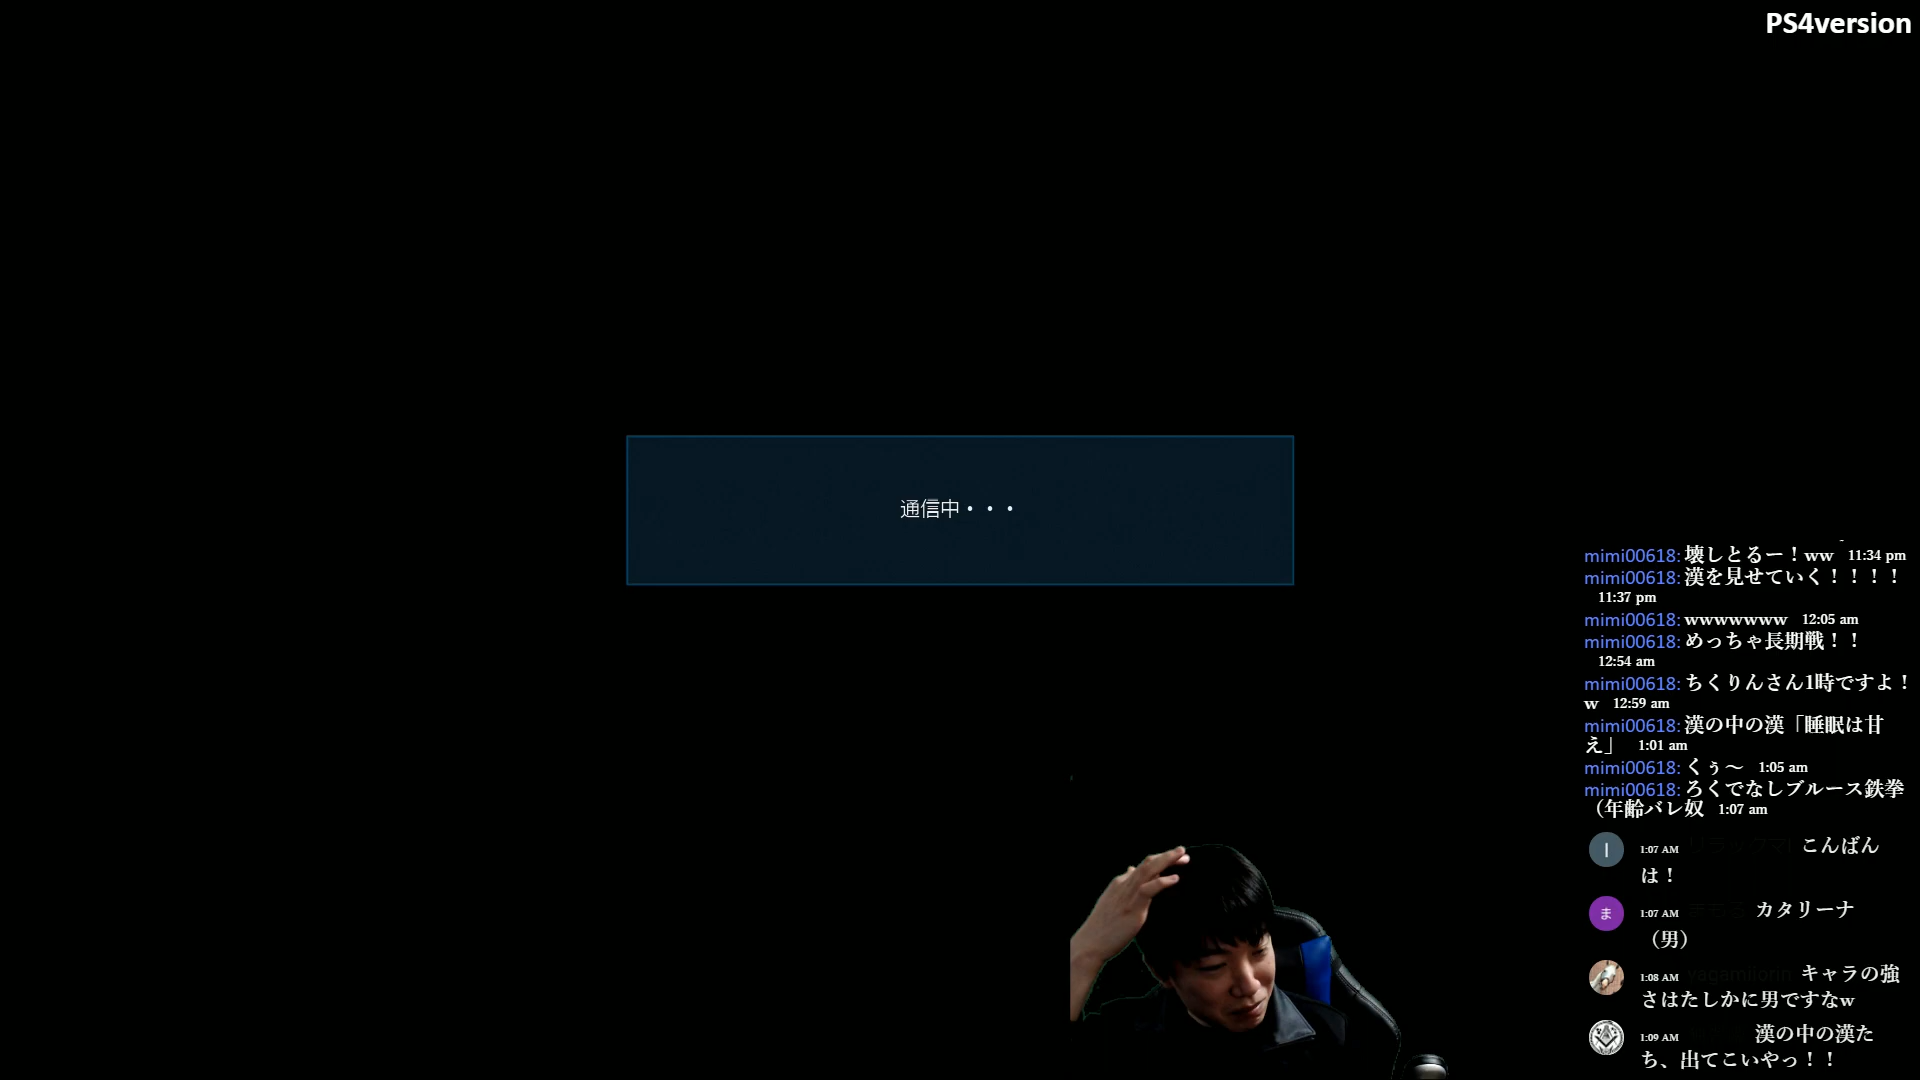 PS4version
通信中・・・
mimi00618: 壊しとるー！ww 11:34 pm
mimi00618: 漢を見せていく！！！！
11:37 pm
mimi00618: wwwwwww 12:05 am
mimi00618: めっちゃ長期戦！！
12:54 am
mimi00618: ちくりんさん1時ですよ！
w 12:59 am
mimi00618: 漢の中の漢「睡眠は甘
え」 1:01 am
mimi00618: くぅ～ 1:05 am
mimi00618: ろくでなしブルース鉄拳
（年齢バレ奴 1:07 am
1:07 AM こんばん
は！
ま 1:07 AM カタリーナ
（男）
1:08 AM キャラの強
さはたしかに男ですなw
1:09 AM 漢の中の漢た
ち、出てこいやっ！！